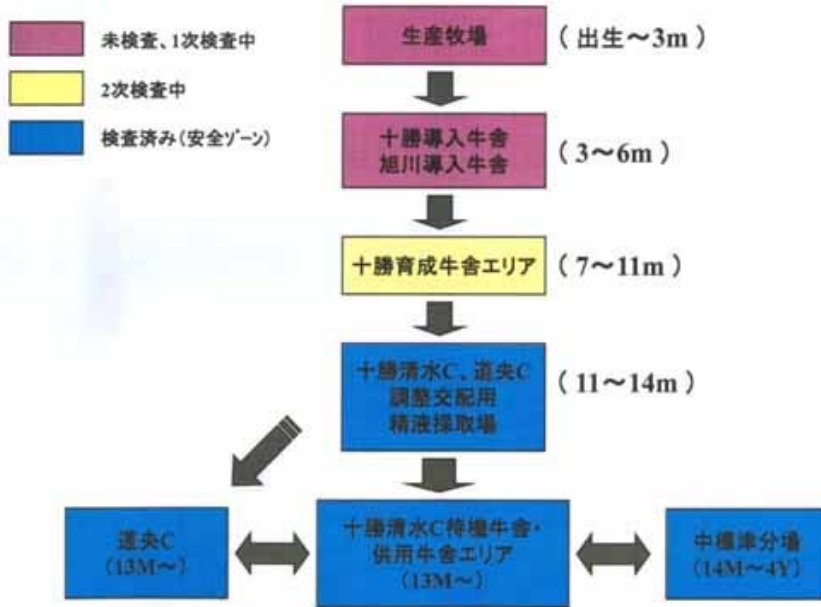 未検査、1次検査中
2次検査中
検査済み(安全ゾーン)
生産牧場
( 出生～3m )
十勝導入牛舎
旭川導入牛舎
( 3～6m )
十勝育成牛舎エリア
( 7～11m )
十勝清水C、道央C
調整交配用
精液採取場
( 11～14m )
道央C
(13M～)
十勝清水C待機牛舎・
供用牛舎エリア
(13M～)
中標津分場
(14M～4Y)